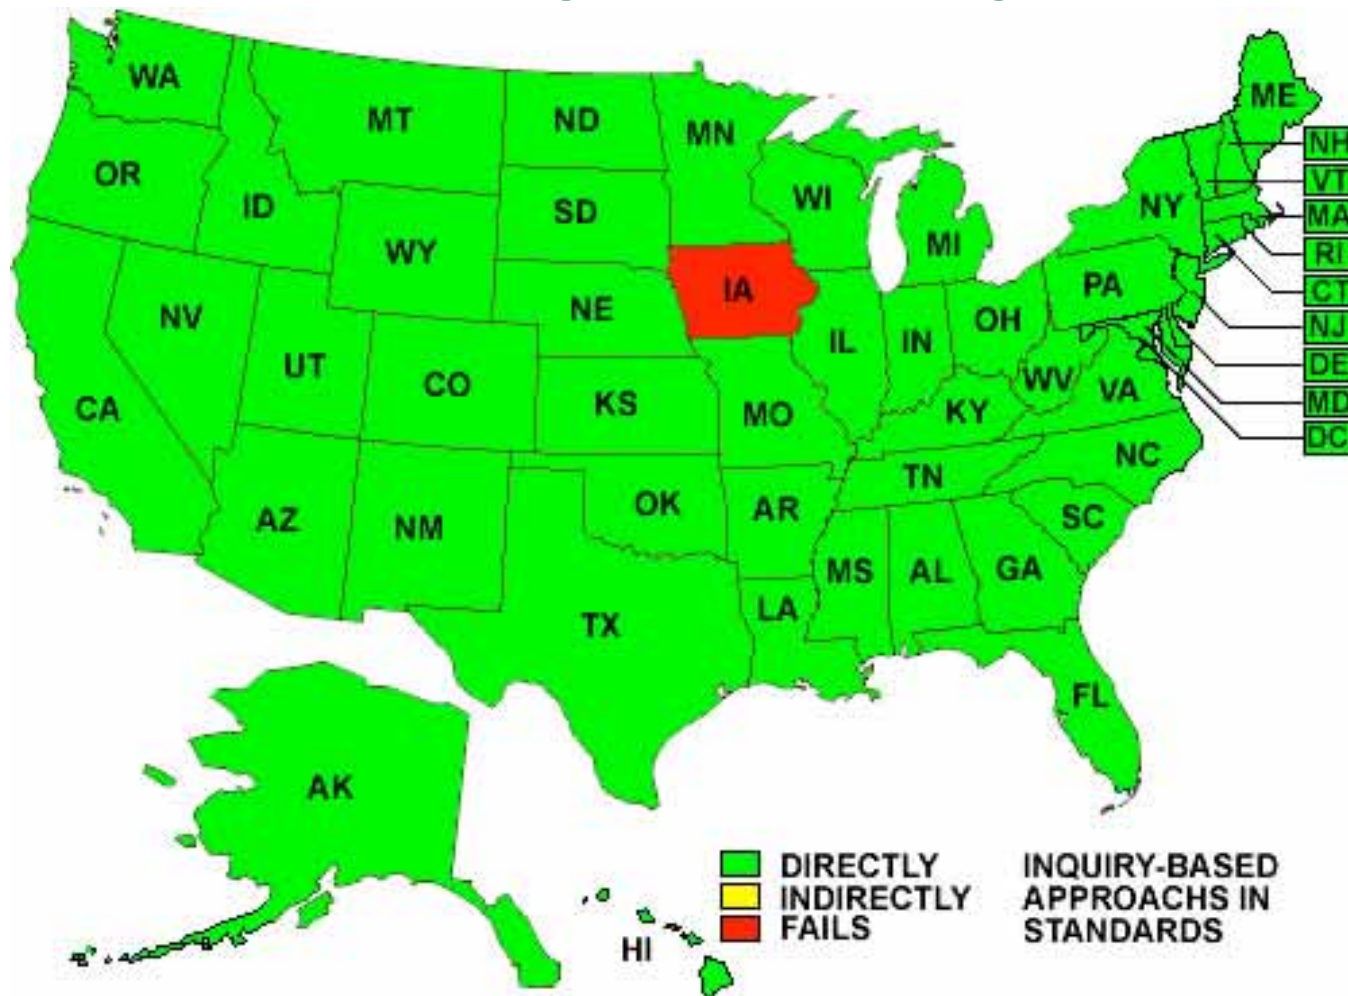 WA
MT
ND
MN
ME
OR
ID
SD
WI
NH
VT
WY
MI
NY
MA
RI
NV
NE
IA
PA
CT
UT
CO
IL
IN
OH
NJ
CA
KS
MO
WV
VA
DE
KY
MD
DC
AZ
NM
OK
AR
TN
NC
SC
TX
LA
MS
AL
GA
FL
AK
HI
DIRECTLY
INDIRECTLY
FAILS
INQUIRY-BASED
APPROACHS IN
STANDARDS